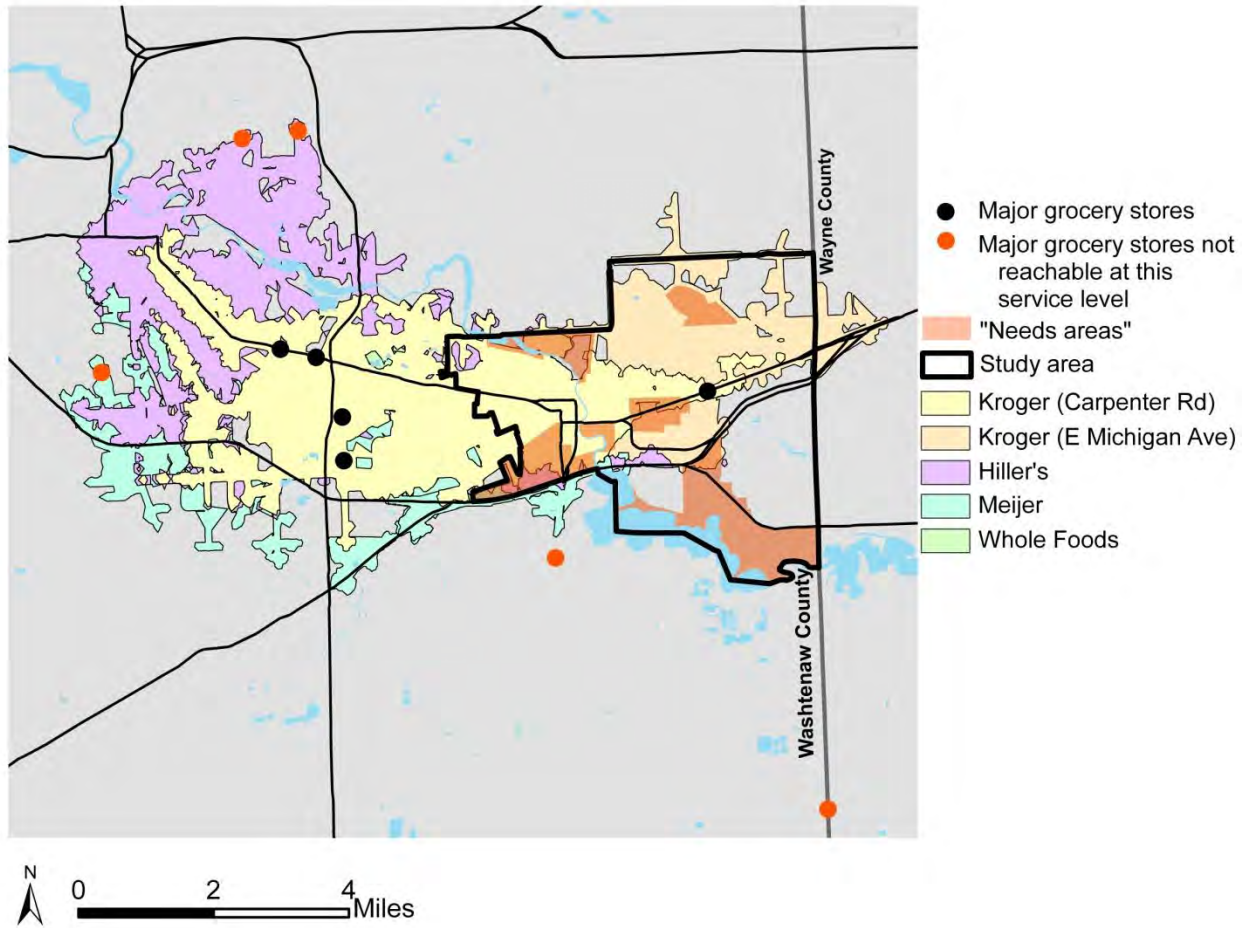 Wayne County
Washtenaw County
Major grocery stores
Major grocery stores not
reachable at this
service level
"Needs areas"
Study area
Kroger (Carpenter Rd)
Kroger (E Michigan Ave)
Hiller's
Meijer
Whole Foods
N
0 2 4 Miles